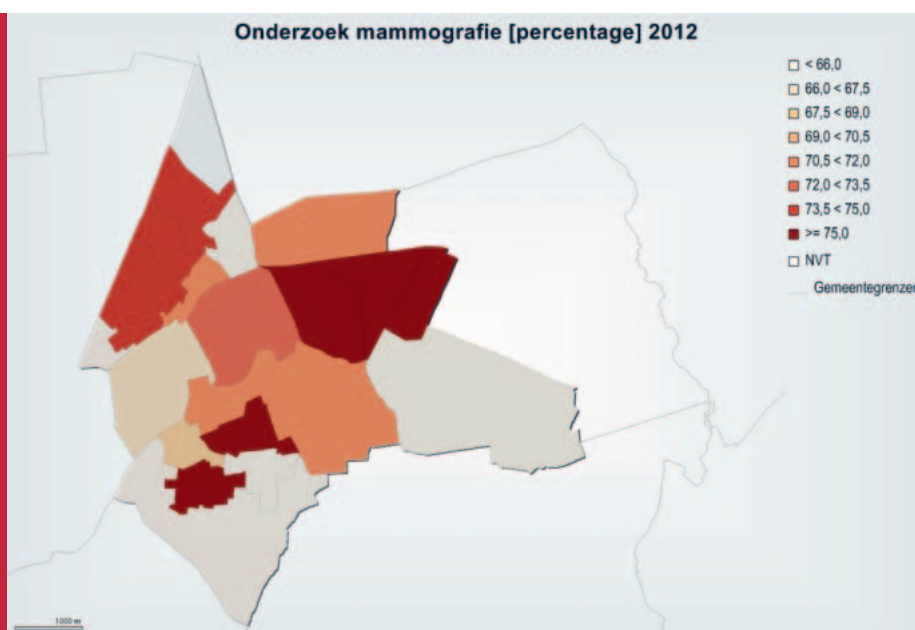 Onderzoek mammografie [percentage] 2012
< 66,0
66,0 < 67,5
67,5 < 69,0
69,0 < 70,5
70,5 < 72,0
72,0 < 73,5
73,5 < 75,0
>= 75,0
NVT
Gemeentegrenzen
1000 m